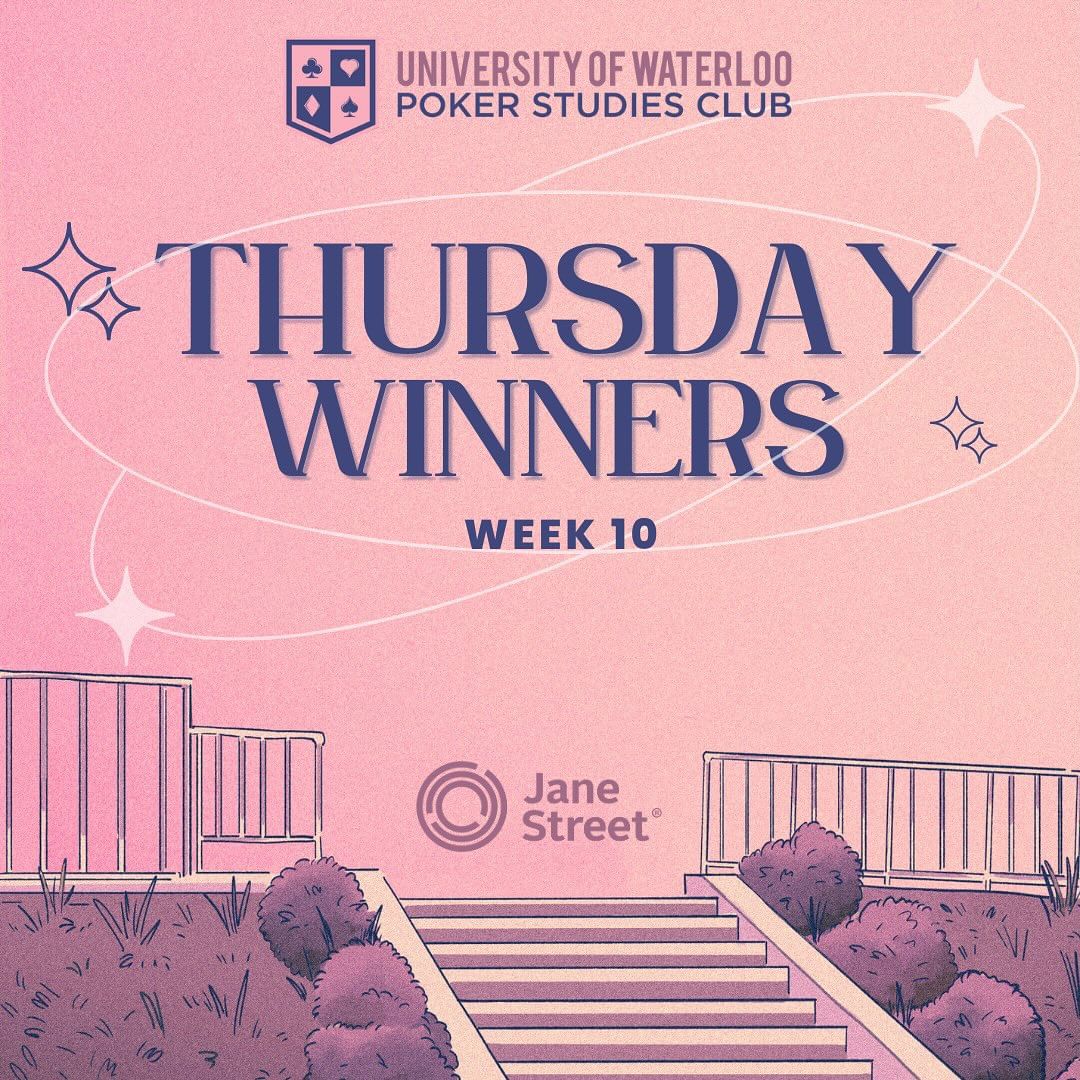 UNIVERSITY OF WATERLOO
POKER STUDIES CLUB
THURSDAY
WINNERS
WEEK 10
Jane
Street®